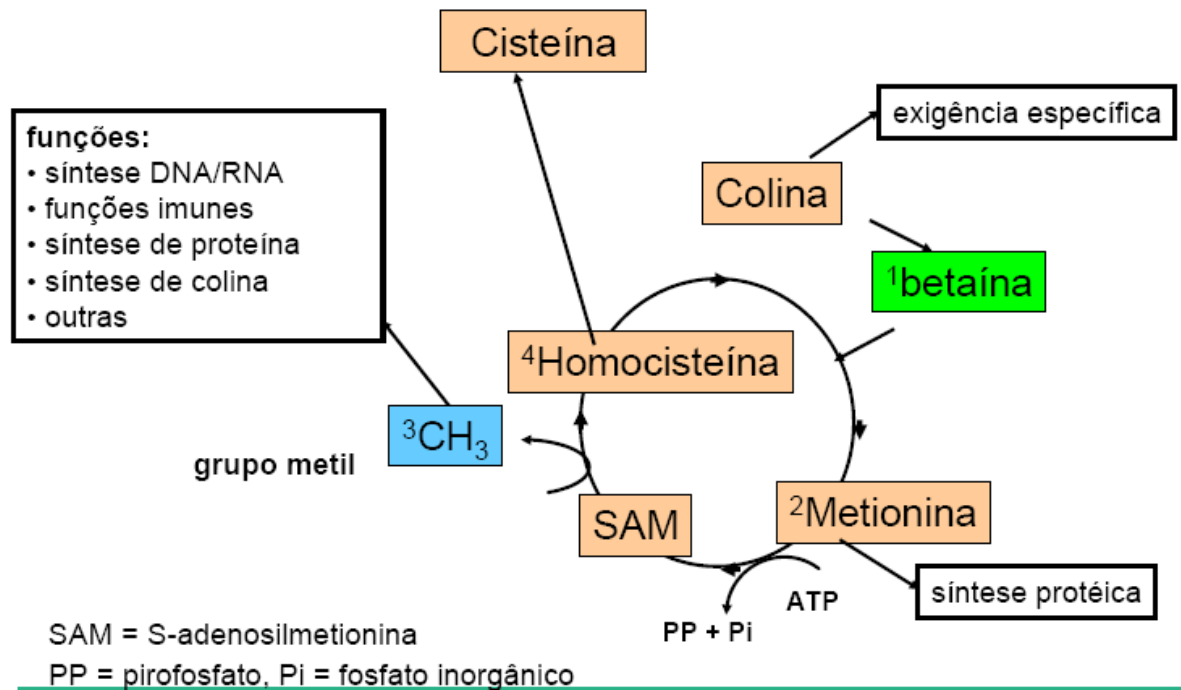 Cisteína
exigência específica
funções:
• síntese DNA/RNA
• funções imunes
• síntese de proteína
• síntese de colina
• outras
Colina
¹betaína
⁴Homocisteína
³CH₃
grupo metil
SAM
²Metionina
síntese protéica
ATP
PP + Pi
SAM = S-adenosilmetionina
PP = pirofosfato, Pi = fosfato inorgânico